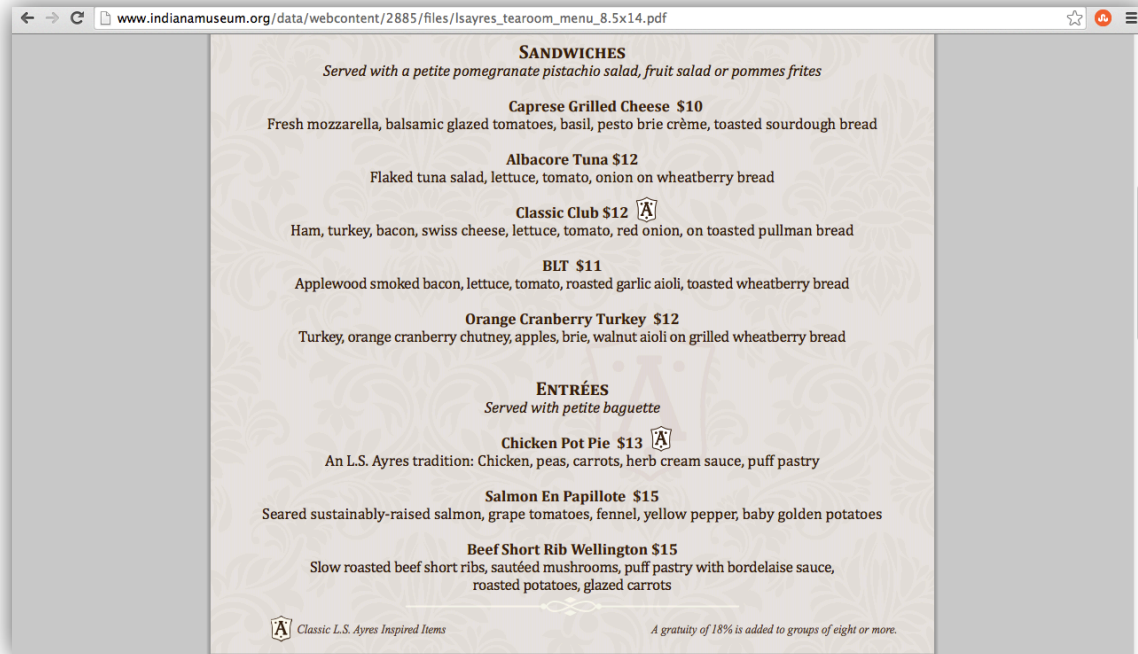 www.indianamuseum.org/data/webcontent/2885/files/lsayres_tearoom_menu_8.5x14.pdf
SANDWICHES
Served with a petite pomegranate pistachio salad, fruit salad or pommes frites
Caprese Grilled Cheese $10
Fresh mozzarella, balsamic glazed tomatoes, basil, pesto brie crème, toasted sourdough bread
Albacore Tuna $12
Flaked tuna salad, lettuce, tomato, onion on wheatberry bread
Classic Club $12 A
Ham, turkey, bacon, swiss cheese, lettuce, tomato, red onion, on toasted pullman bread
BLT $11
Applewood smoked bacon, lettuce, tomato, roasted garlic aioli, toasted wheatberry bread
Orange Cranberry Turkey $12
Turkey, orange cranberry chutney, apples, brie, walnut aioli on grilled wheatberry bread
A
ENTRÉES
Served with petite baguette
Chicken Pot Pie $13 A
An L.S. Ayres tradition: Chicken, peas, carrots, herb cream sauce, puff pastry
Salmon En Papillote $15
Seared sustainably-raised salmon, grape tomatoes, fennel, yellow pepper, baby golden potatoes
Beef Short Rib Wellington $15
Slow roasted beef short ribs, sautéed mushrooms, puff pastry with bordelaise sauce,
roasted potatoes, glazed carrots
A Classic L.S. Ayres Inspired Items
A gratuity of 18% is added to groups of eight or more.